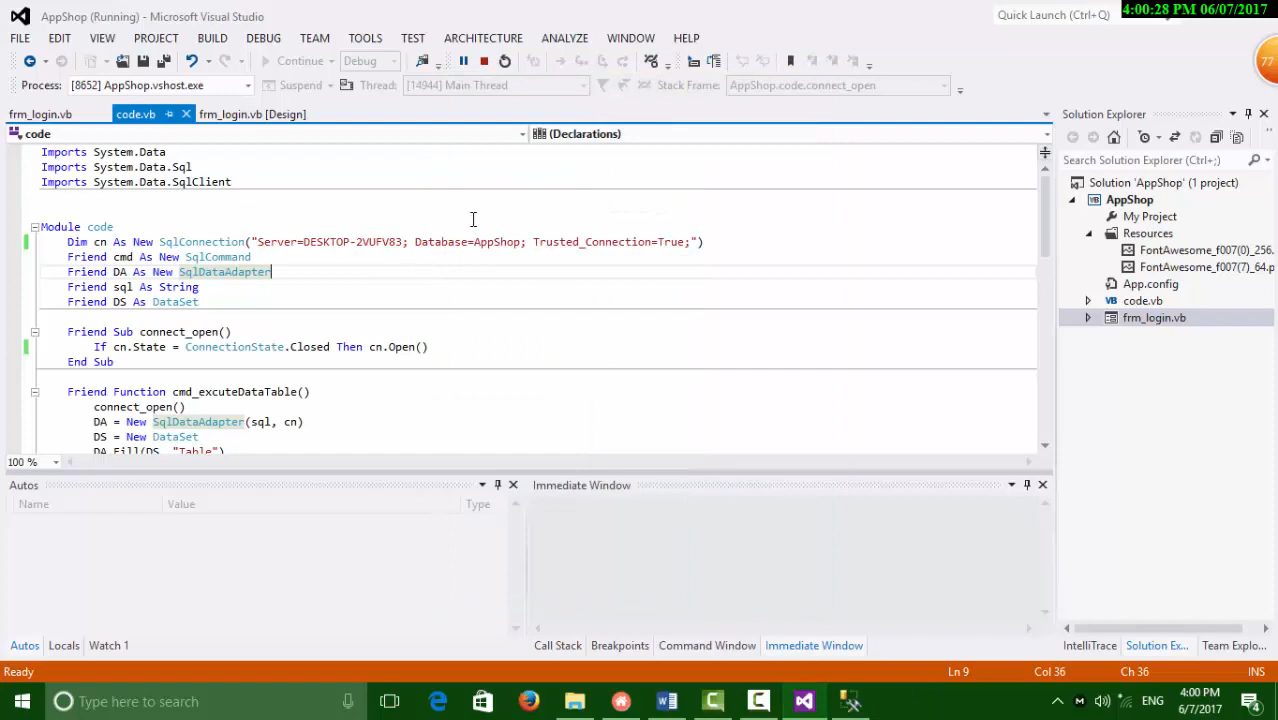 AppShop (Running) - Microsoft Visual Studio
Quick Launch (Ctrl+Q)
4:00:28 PM 06/07/2017
FILE EDIT VIEW PROJECT BUILD DEBUG TEAM TOOLS TEST ARCHITECTURE ANALYZE WINDOW HELP
Continue Debug
77
Process: [8652] AppShop.vshost.exe Suspend Thread: [14944] Main Thread Stack Frame: AppShop.code.connect_open
frm_login.vb code.vb frm_login.vb [Design]
code (Declarations)
Imports System.Data
Imports System.Data.Sql
Imports System.Data.SqlClient
Module code
Dim cn As New SqlConnection("Server=DESKTOP-2VUFV83; Database=AppShop; Trusted_Connection=True;")
Friend cmd As New SqlCommand
Friend DA As New SqlDataAdapter
Friend sql As String
Friend DS As DataSet
Friend Sub connect_open()
If cn.State = ConnectionState.Closed Then cn.Open()
End Sub
Friend Function cmd_excuteDataTable()
connect_open()
DA = New SqlDataAdapter(sql, cn)
DS = New DataSet
DA.Fill(DS, "Table")
100 %
Solution Explorer
Search Solution Explorer (Ctrl+;)
Solution 'AppShop' (1 project)
AppShop
My Project
Resources
FontAwesome_f007(0)_256.
FontAwesome_f007(7)_64.p
App.config
code.vb
frm_login.vb
Autos
Name Value Type
Immediate Window
Autos Locals Watch 1
Call Stack Breakpoints Command Window Immediate Window
IntelliTrace Solution Ex... Team Explo...
Ready Ln 9 Col 36 Ch 36 INS
Type here to search
ENG
4:00 PM
6/7/2017
4